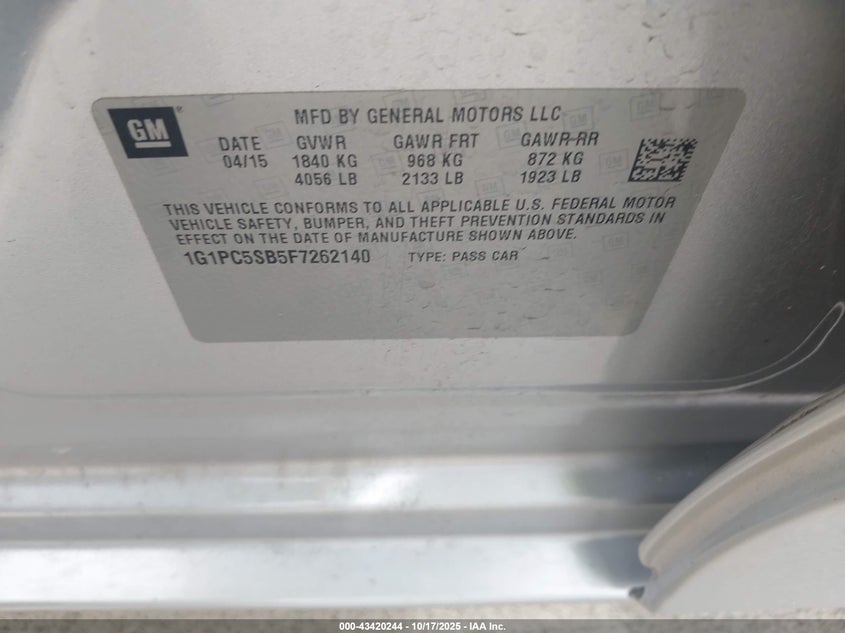 GM
®
MFD BY GENERAL MOTORS LLC
DATE GVWR GAWR FRT GAWR RR
04/15 1840 KG 968 KG 872 KG
4056 LB 2133 LB 1923 LB
THIS VEHICLE CONFORMS TO ALL APPLICABLE U.S. FEDERAL MOTOR
VEHICLE SAFETY, BUMPER, AND THEFT PREVENTION STANDARDS IN
EFFECT ON THE DATE OF MANUFACTURE SHOWN ABOVE.
1G1PC5SB5F7262140 TYPE: PASS CAR
000-43420244 | 10/17/2025 - IAA Inc.